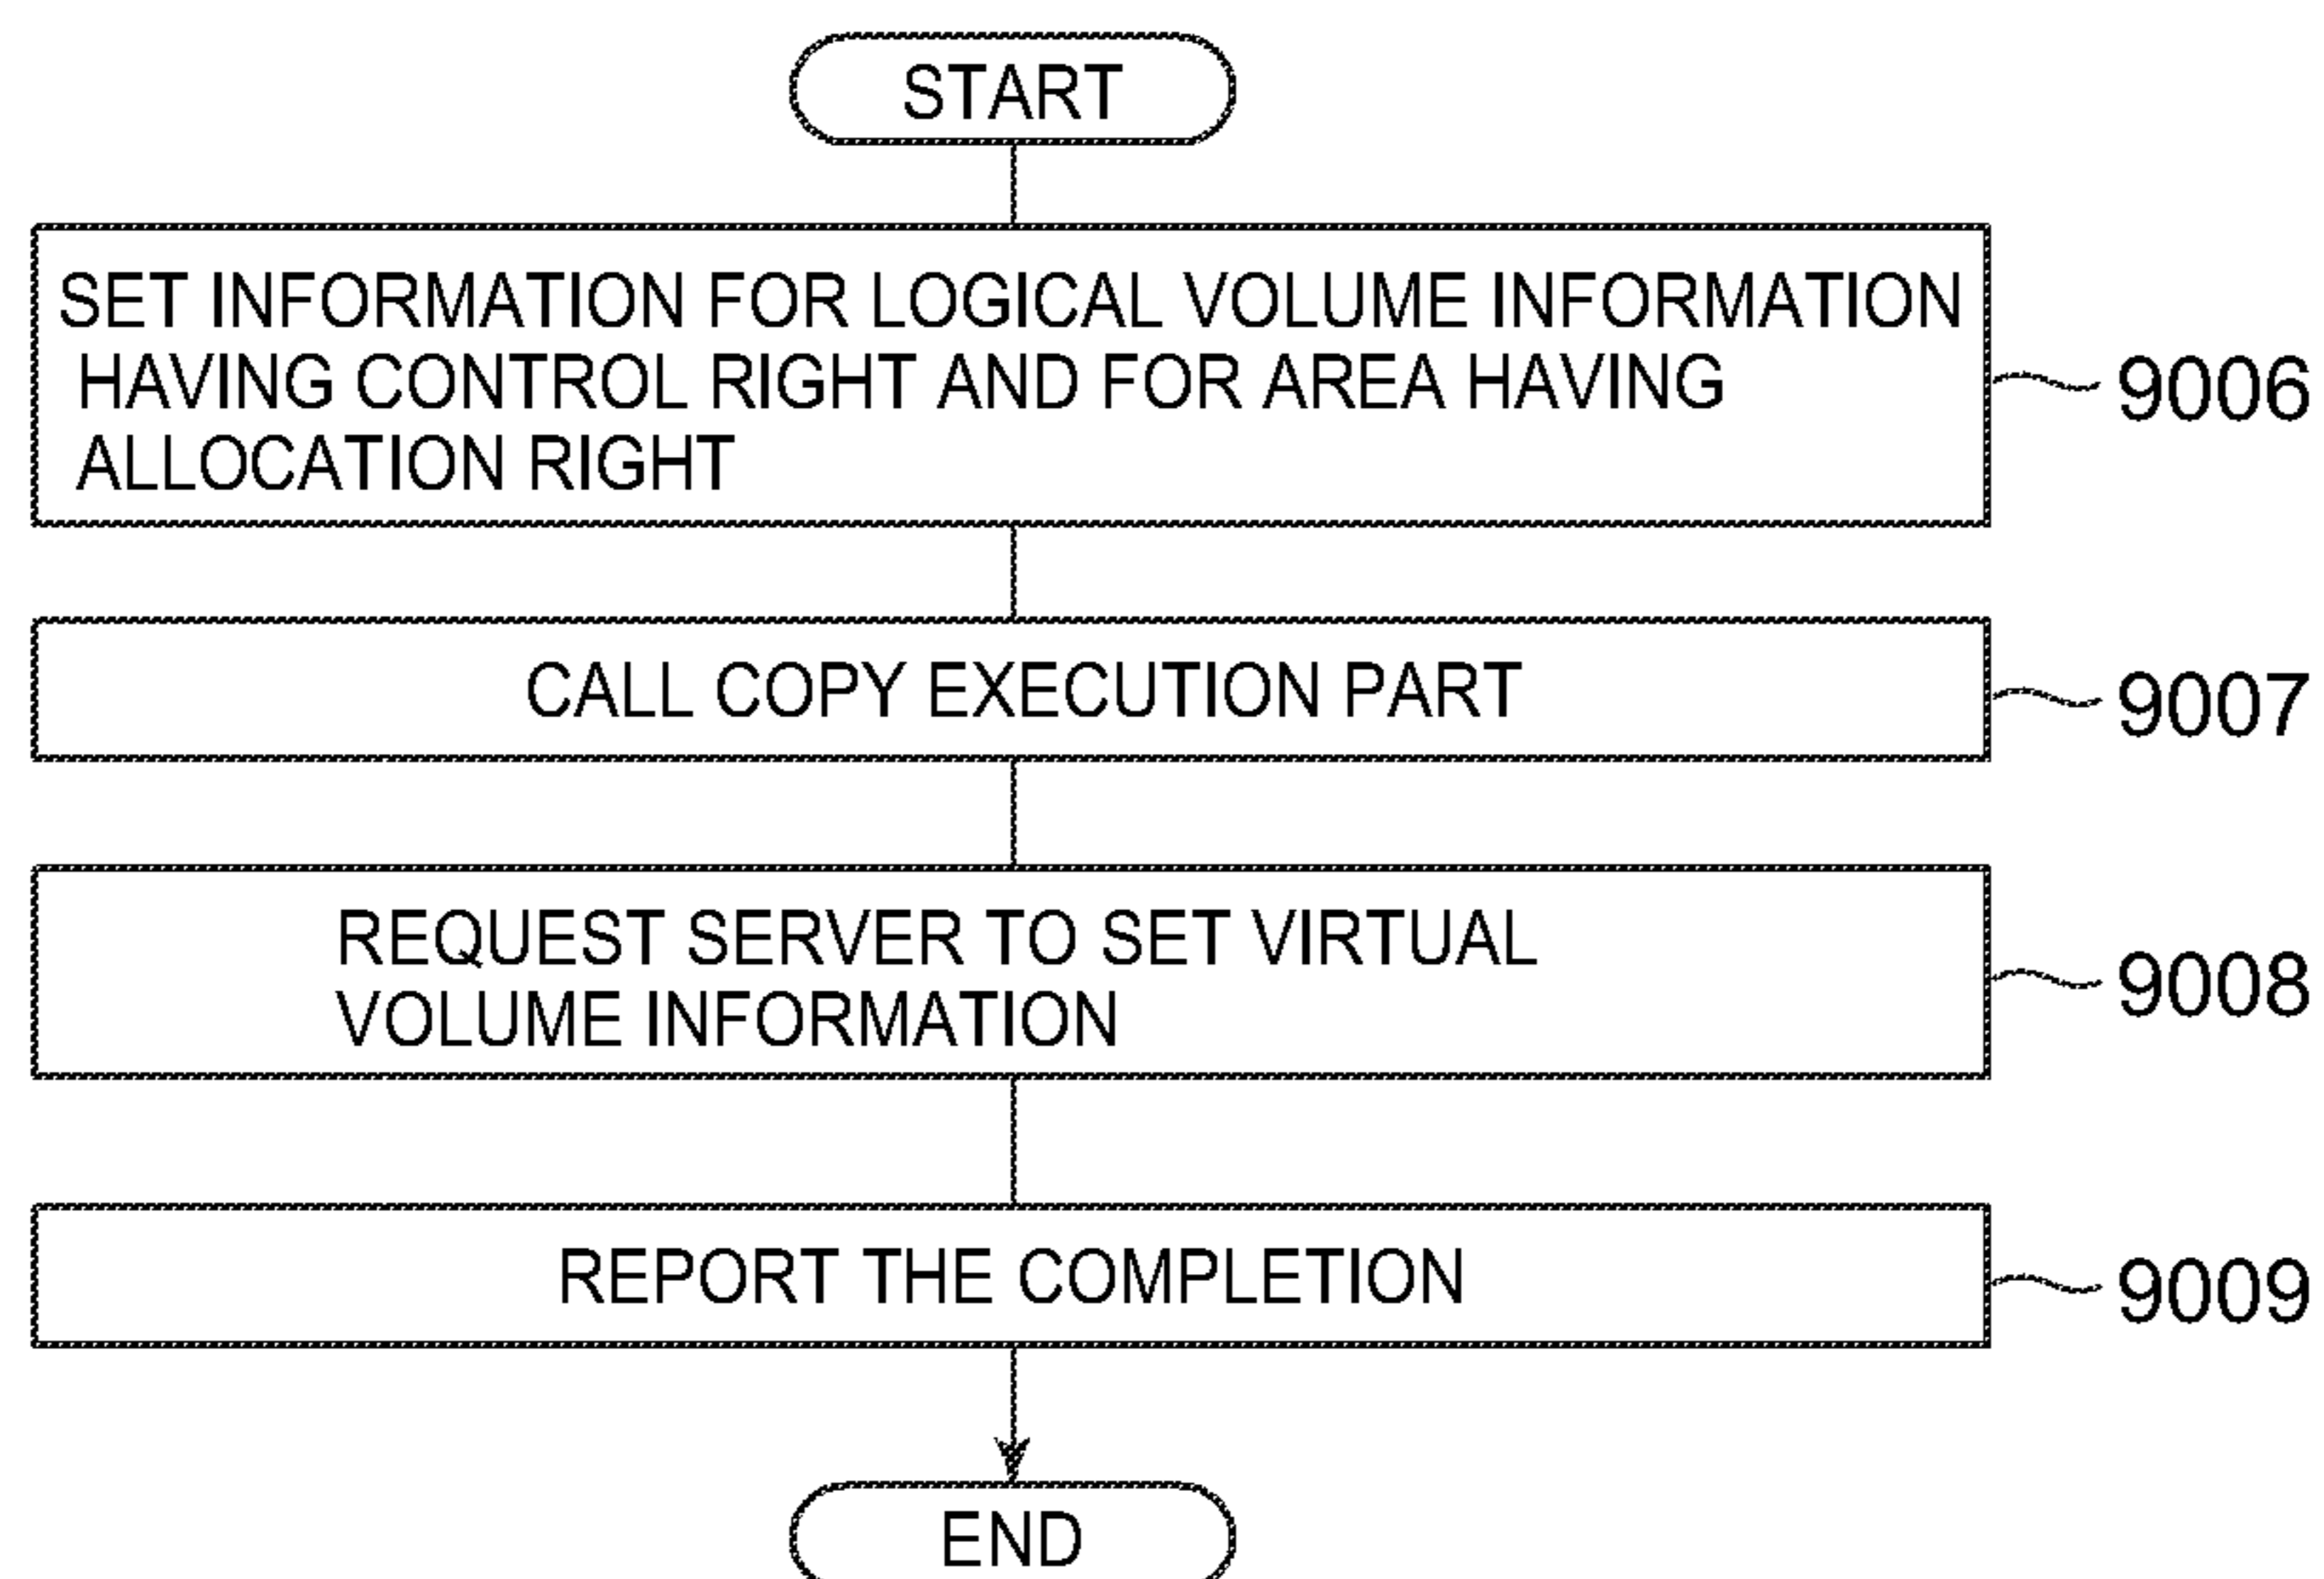 START
SET INFORMATION FOR LOGICAL VOLUME INFORMATION
HAVING CONTROL RIGHT AND FOR AREA HAVING
ALLOCATION RIGHT
9006
CALL COPY EXECUTION PART
9007
REQUEST SERVER TO SET VIRTUAL
VOLUME INFORMATION
9008
REPORT THE COMPLETION
9009
END